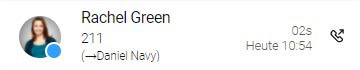 Rachel Green
211
(→Daniel Navy)
02s
Heute 10:54